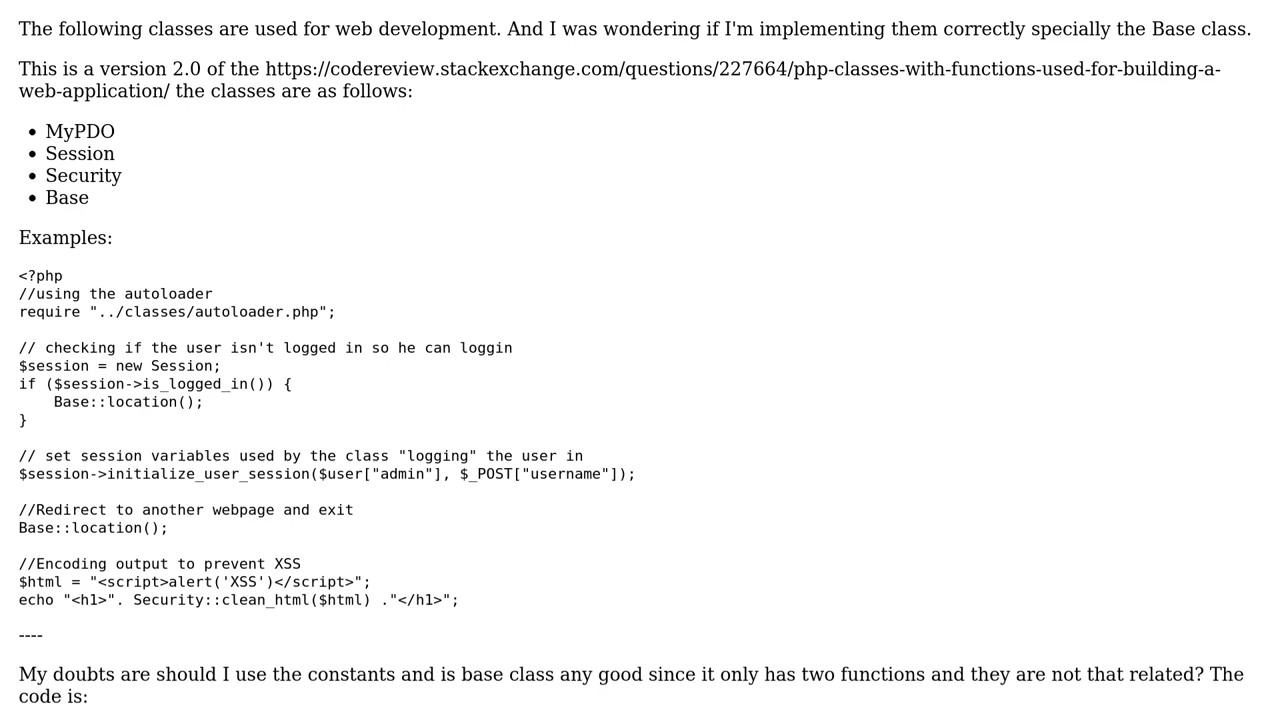 The following classes are used for web development. And I was wondering if I'm implementing them correctly specially the Base class.
This is a version 2.0 of the https://codereview.stackexchange.com/questions/227664/php-classes-with-functions-used-for-building-a-
web-application/ the classes are as follows:
• MyPDO
• Session
• Security
• Base
Examples:
<?php
//using the autoloader
require "../classes/autoloader.php";
// checking if the user isn't logged in so he can loggin
$session = new Session;
if ($session->is_logged_in()) {
    Base::location();
}
// set session variables used by the class "logging" the user in
$session->initialize_user_session($user["admin"], $_POST["username"]);
//Redirect to another webpage and exit
Base::location();
//Encoding output to prevent XSS
$html = "<script>alert('XSS')</script>";
echo "<h1>". Security::clean_html($html) ."</h1>";
----
My doubts are should I use the constants and is base class any good since it only has two functions and they are not that related? The
code is: